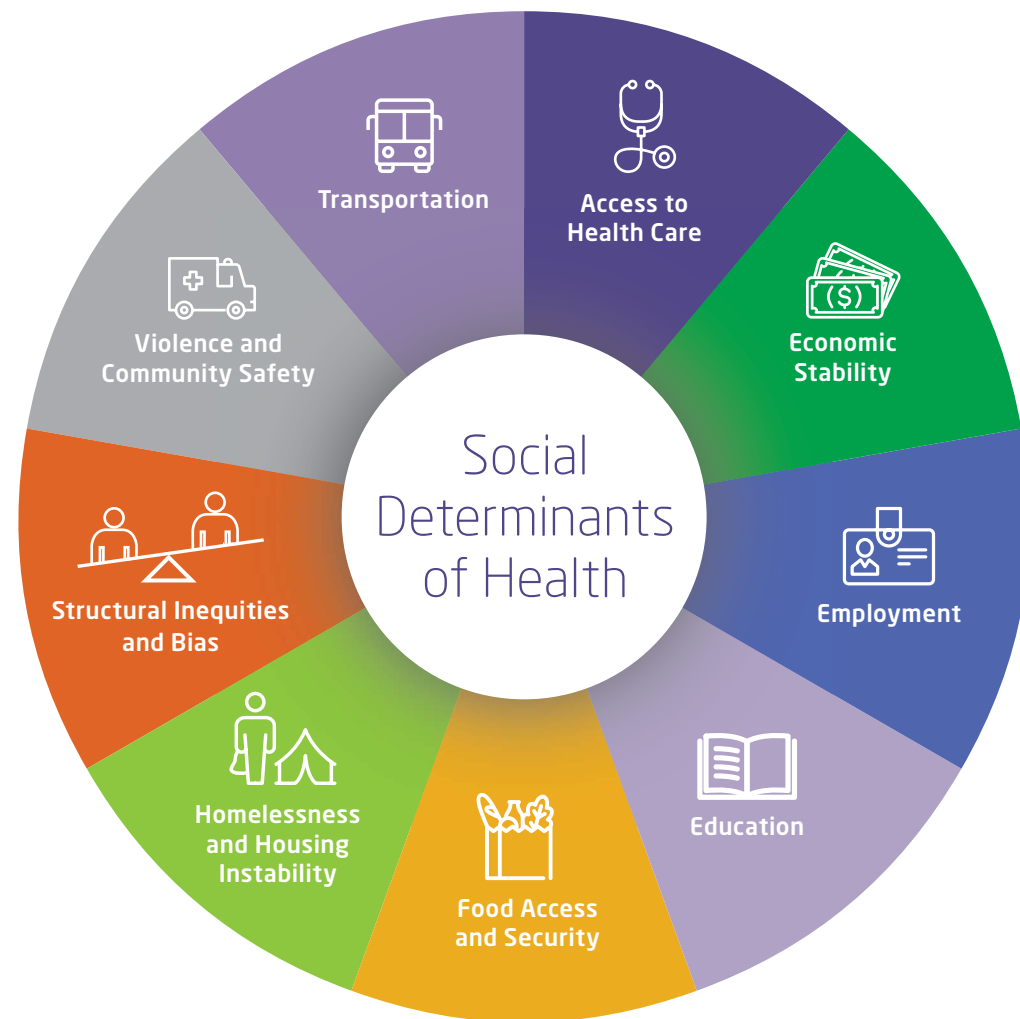 Social
Determinants
of Health
Access to
Health Care
Economic
Stability
Employment
Education
Food Access
and Security
Homelessness
and Housing
Instability
Structural Inequities
and Bias
Violence and
Community Safety
Transportation
($)